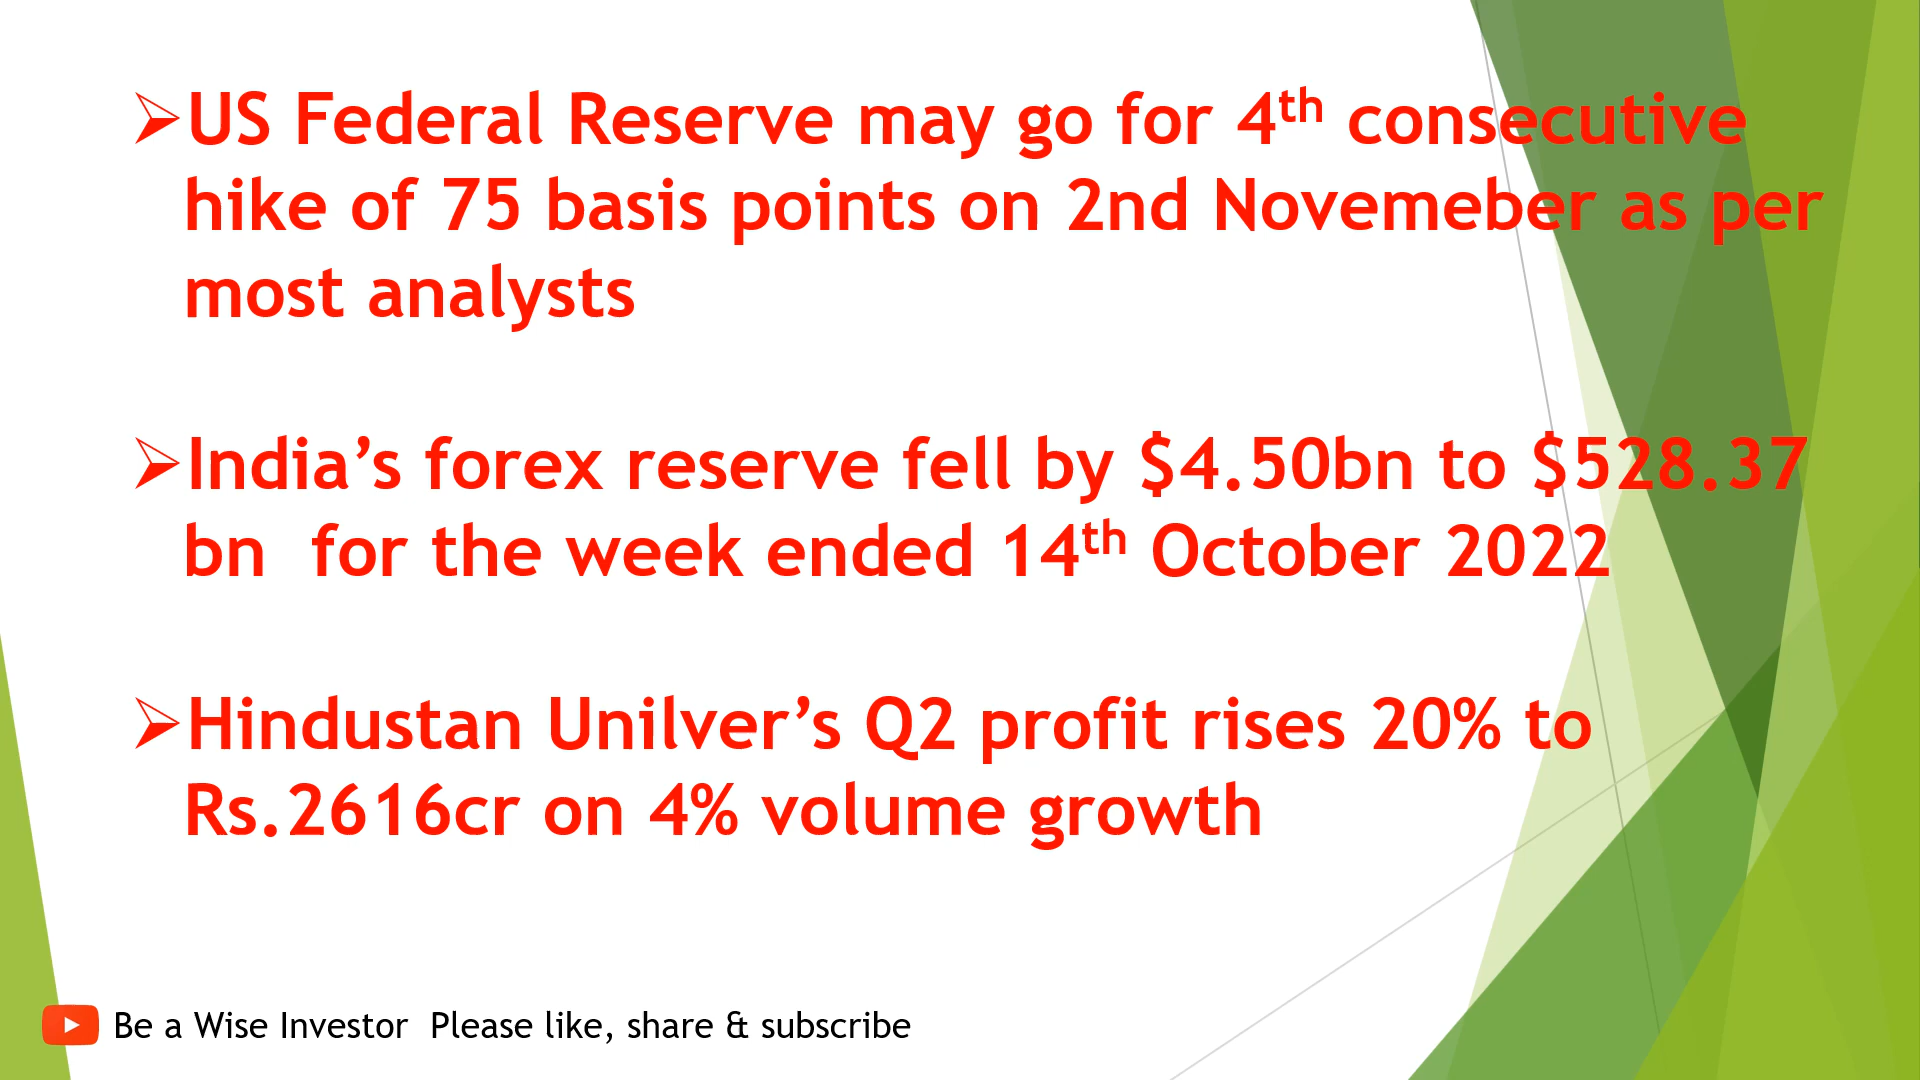 ➢US Federal Reserve may go for 4th consecutive
hike of 75 basis points on 2nd Novemeber as per
most analysts
➢India’s forex reserve fell by $4.50bn to $528.37
bn  for the week ended 14th October 2022
➢Hindustan Unilver’s Q2 profit rises 20% to
Rs.2616cr on 4% volume growth
Be a Wise Investor  Please like, share & subscribe